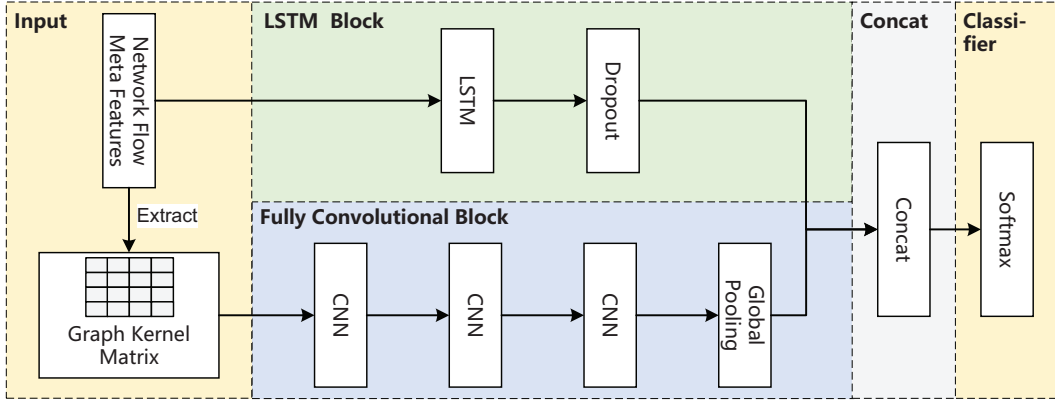 Input
LSTM Block
Concat
Classi-
fier
Network Flow
Meta Features
LSTM
Dropout
Extract
Fully Convolutional Block
Graph Kernel
Matrix
CNN
CNN
CNN
Global
Pooling
Concat
Softmax